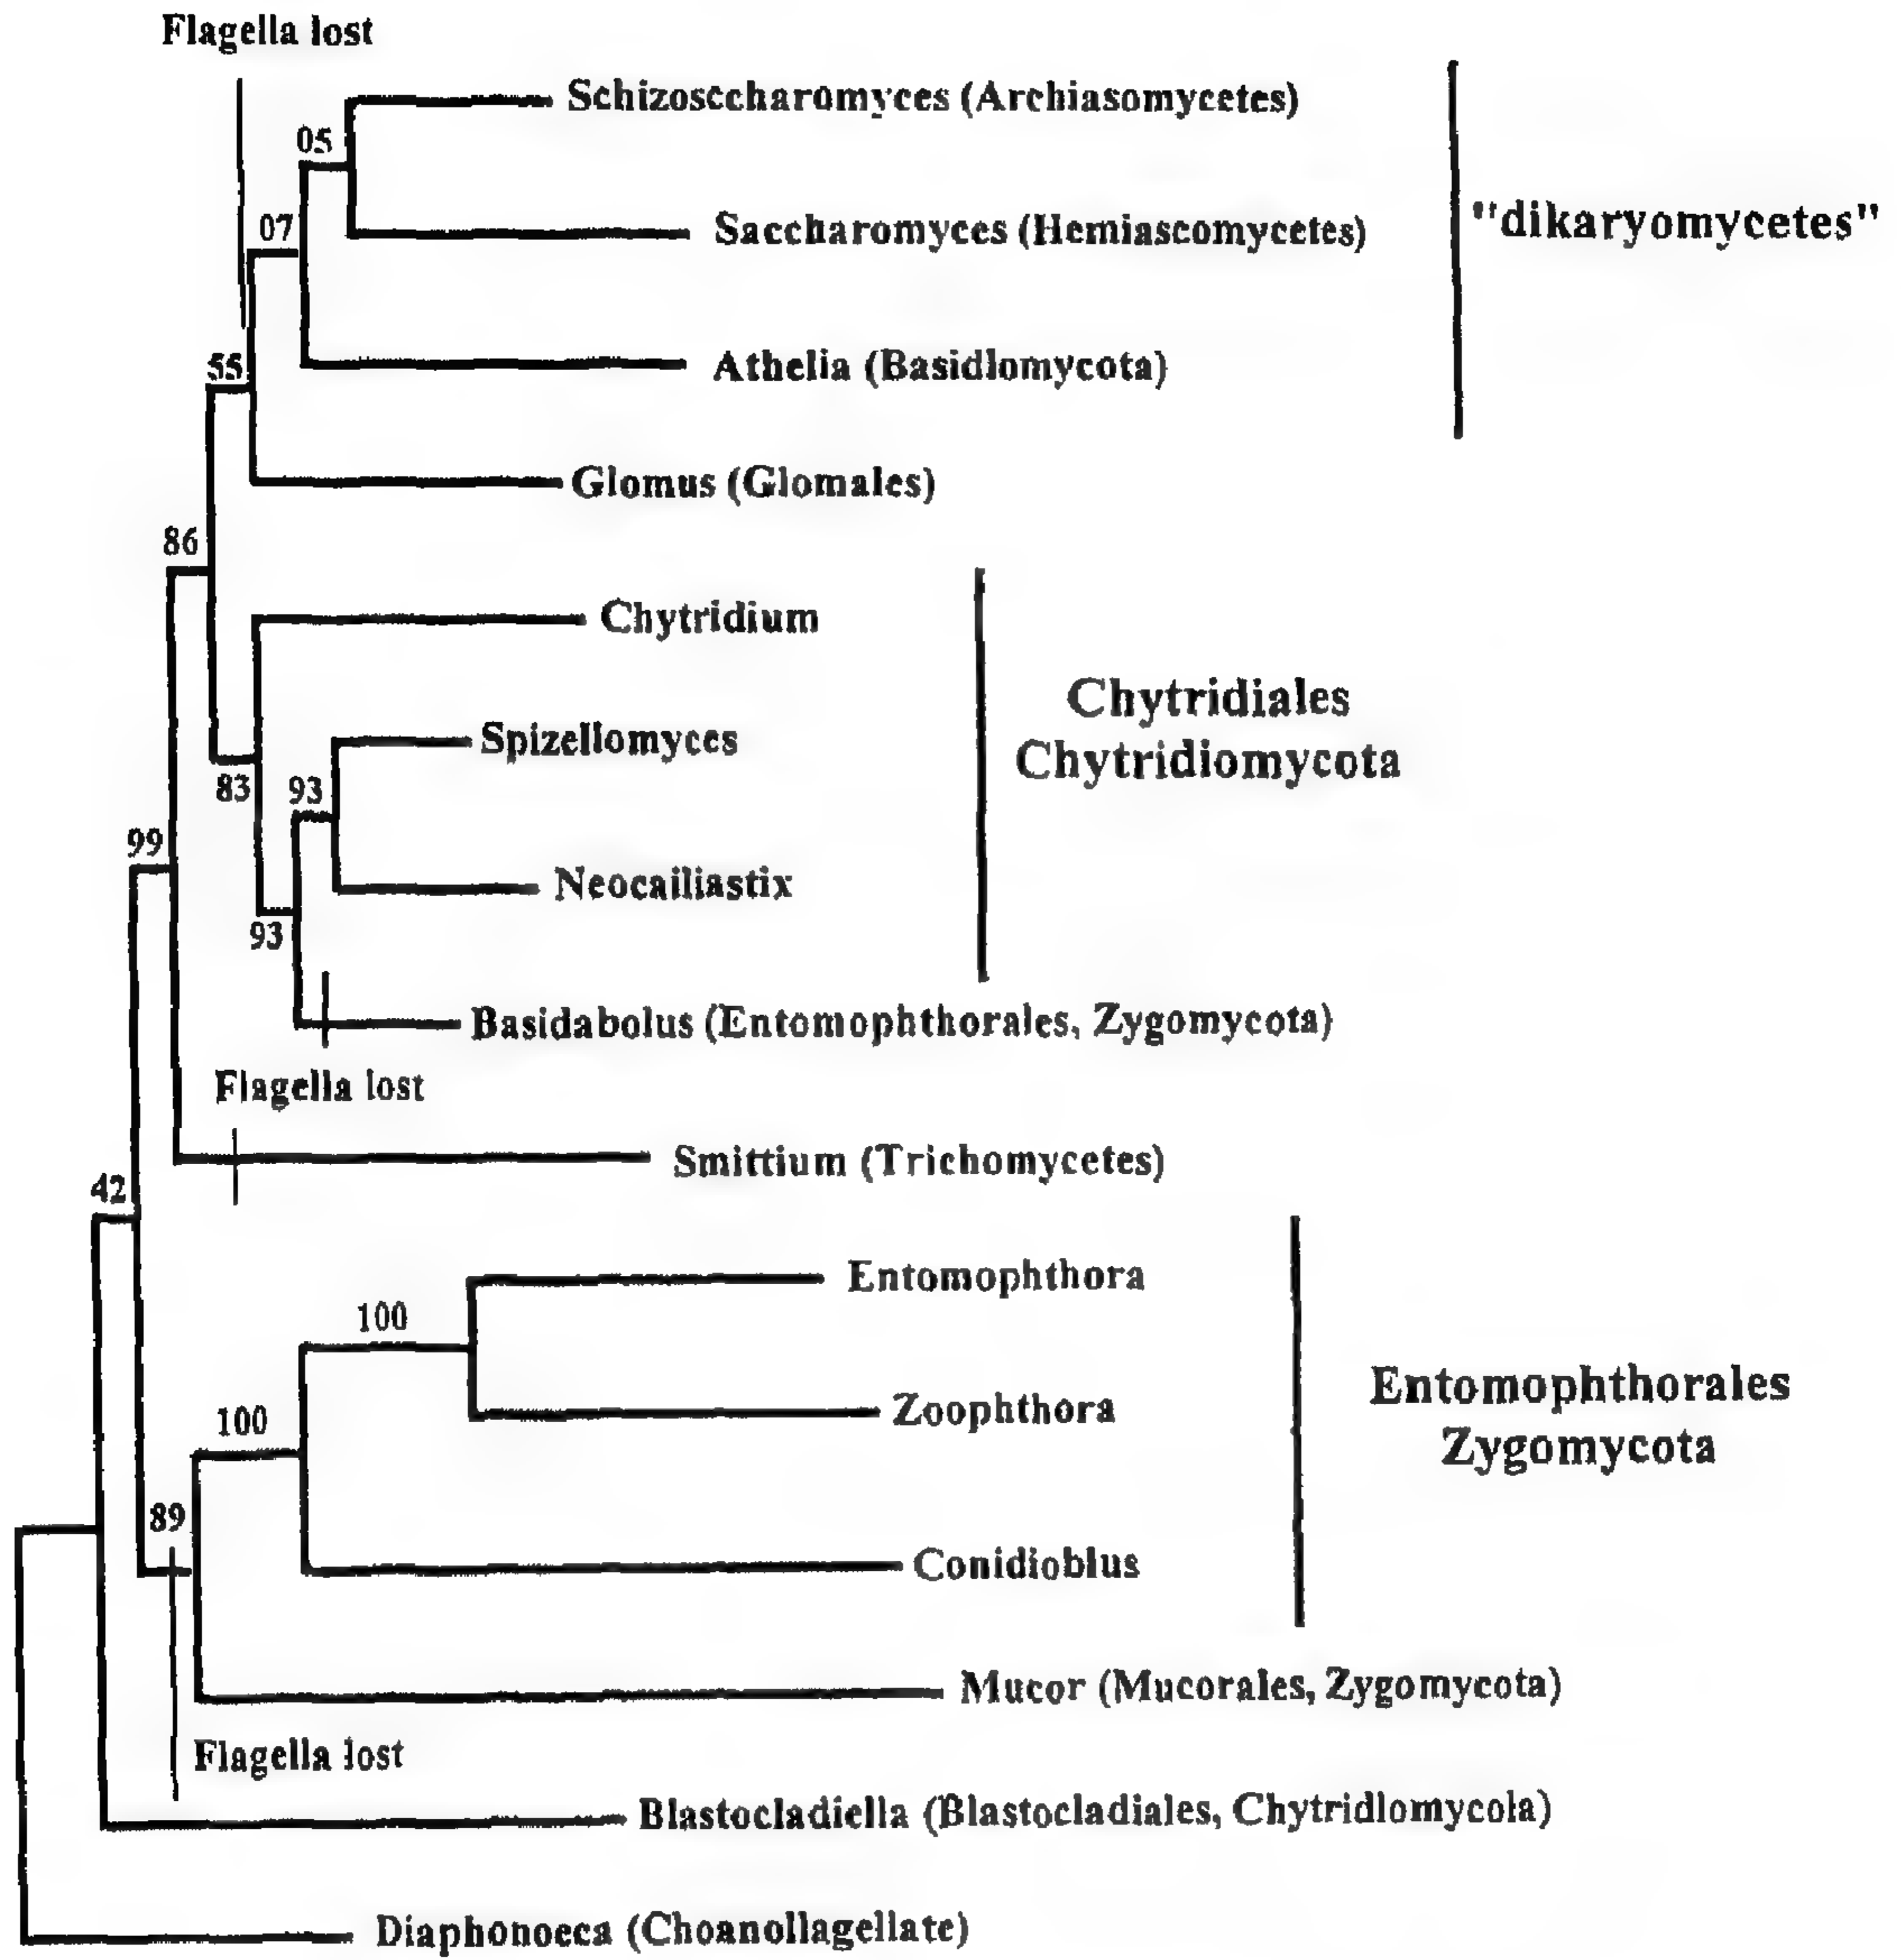 Flagella lost
Schizosccharomyces (Archiasomycetes)
05
07
Saccharomyces (Hemiascomycetes)
"dikaryomycetes"
55
Athelia (Basidlomycota)
Glomus (Glomales)
86
Chytridium
Chytridiales
Chytridiomycota
Spizellomyces
83
93
99
Neocailiastix
93
Basidabolus (Entomophthorales, Zygomycota)
Flagella lost
Smittium (Trichomycetes)
42
Entomophthora
100
Zoophthora
Entomophthorales
Zygomycota
100
89
Conidioblus
Mucor (Mucorales, Zygomycota)
Flagella lost
Blastocladiella (Blastocladiales, Chytridlomycola)
Diaphonoeca (Choanollagellate)